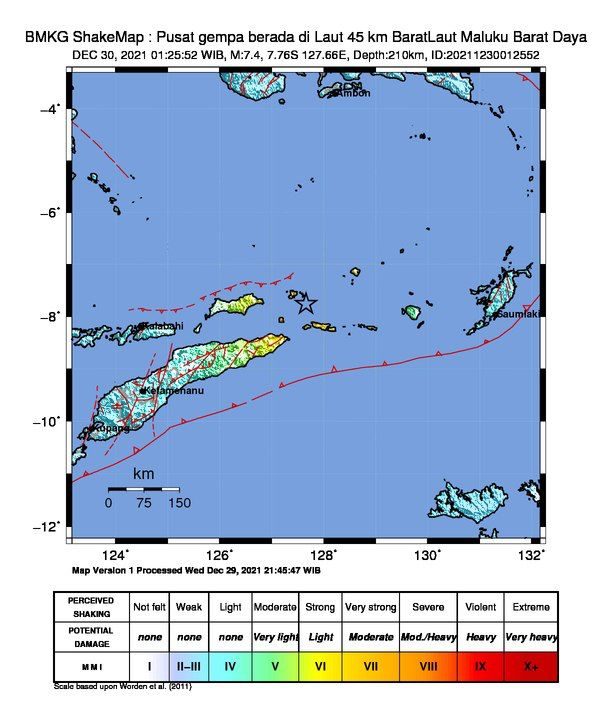 BMKG ShakeMap : Pusat gempa berada di Laut 45 km BaratLaut Maluku Barat Daya
DEC 30, 2021 01:25:52 WIB, M:7.4, 7.76S 127.66E, Depth:210km, ID:20211230012552
Ambon
-4°
-6°
-8°
Kalabahi
Saumlaki
Kefamenanu
-10°
Kupang
km
0 75 150
-12°
124° 126° 128° 130° 132°
Map Version 1 Processed Wed Dec 29, 2021 21:45:47 WIB
PERCEIVED SHAKING Not felt Weak Light Moderate Strong Very strong Severe Violent Extreme
POTENTIAL DAMAGE none none none Very light Light Moderate Mod./Heavy Heavy Very heavy
MMI I II-III IV V VI VII VIII IX X+
Scale based upon Worden et al. (2011)